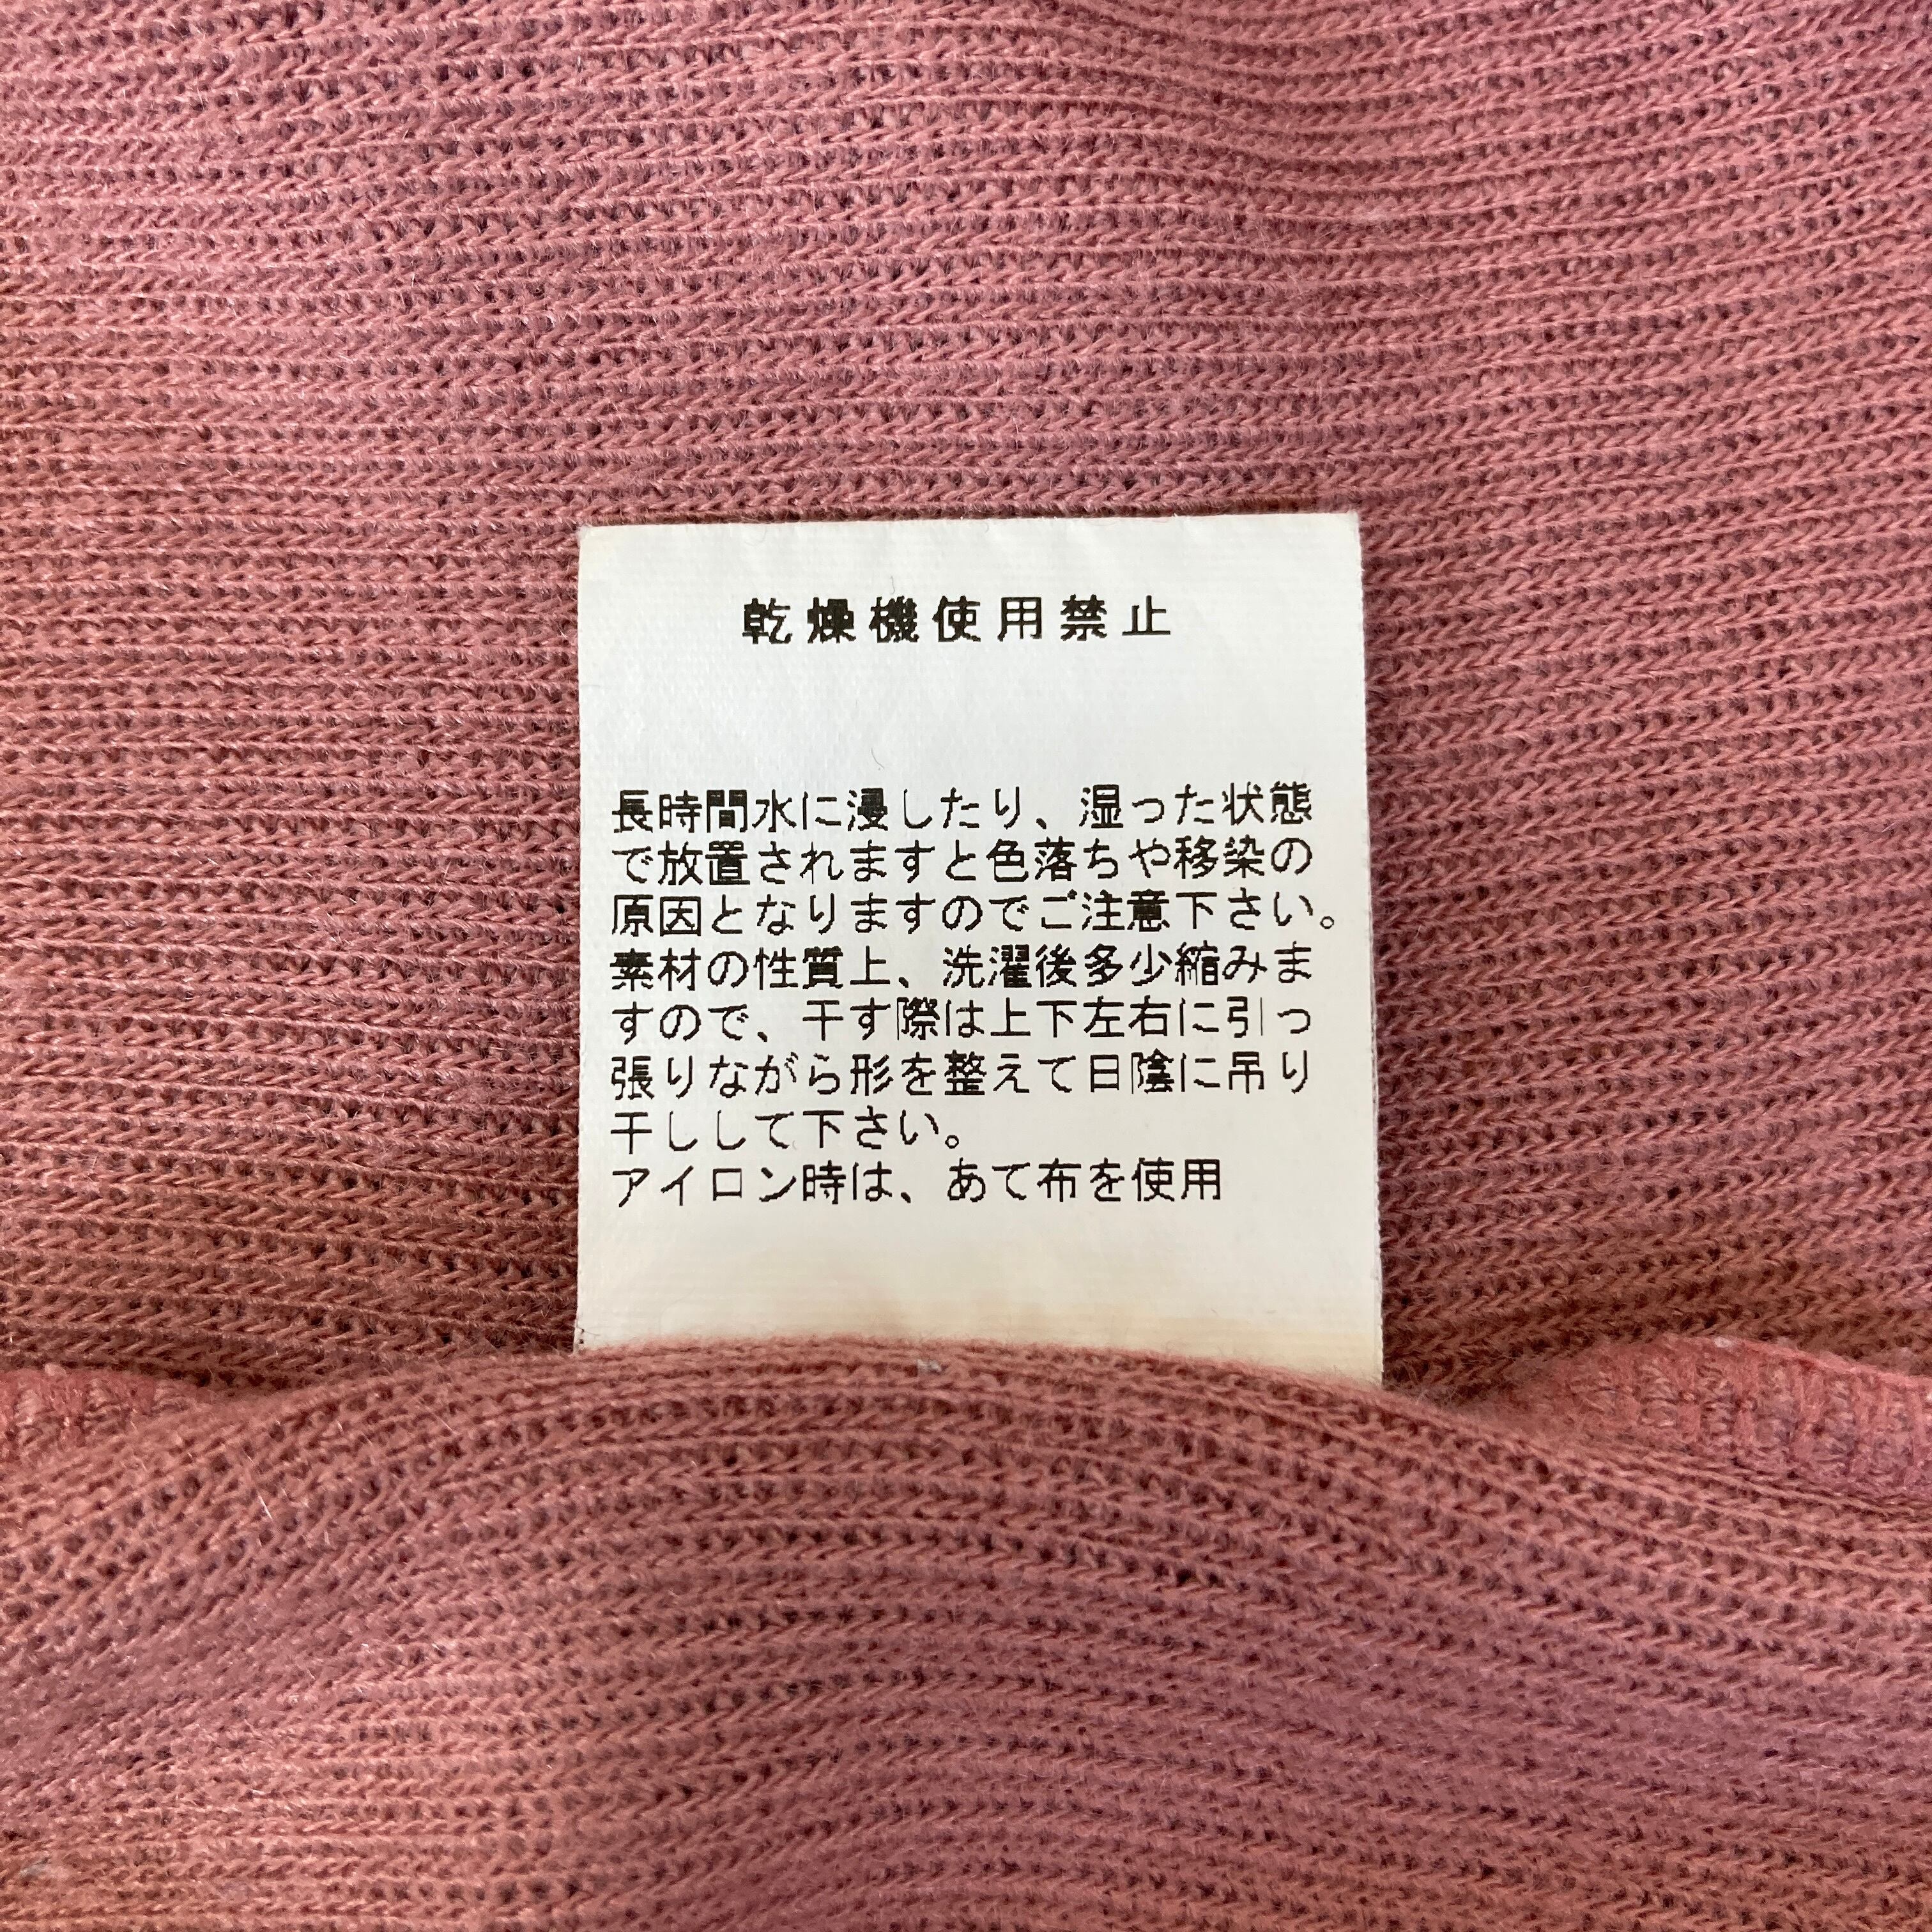 乾燥機使用禁止
長時間水に浸したり、湿った状態
で放置されますと色落ちや移染の
原因となりますのでご注意下さい。
素材の性質上、洗濯後多少縮みま
すので、干す際は上下左右に引っ
張りながら形を整えて日陰に吊り
干しして下さい。
アイロン時は、あて布を使用